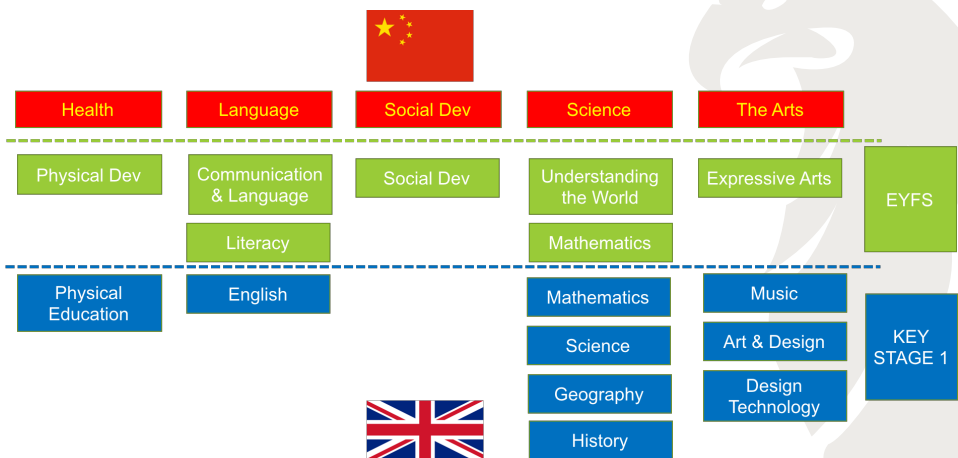 Health
Language
Social Dev
Science
The Arts
Physical Dev
Communication
& Language
Social Dev
Understanding
the World
Expressive Arts
EYFS
Literacy
Mathematics
Physical
Education
English
Mathematics
Music
KEY
STAGE 1
Science
Art & Design
Geography
Design
Technology
History